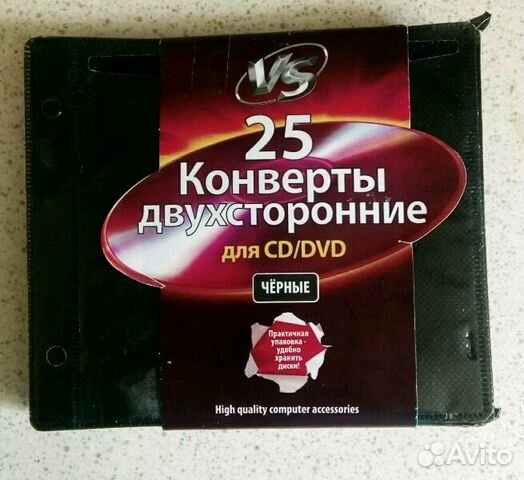 VS
25
Конверты
двухсторонние
для CD/DVD
ЧЁРНЫЕ
Практичная
упаковка -
удобно
хранить
диски!
High quality computer accessories
Avito